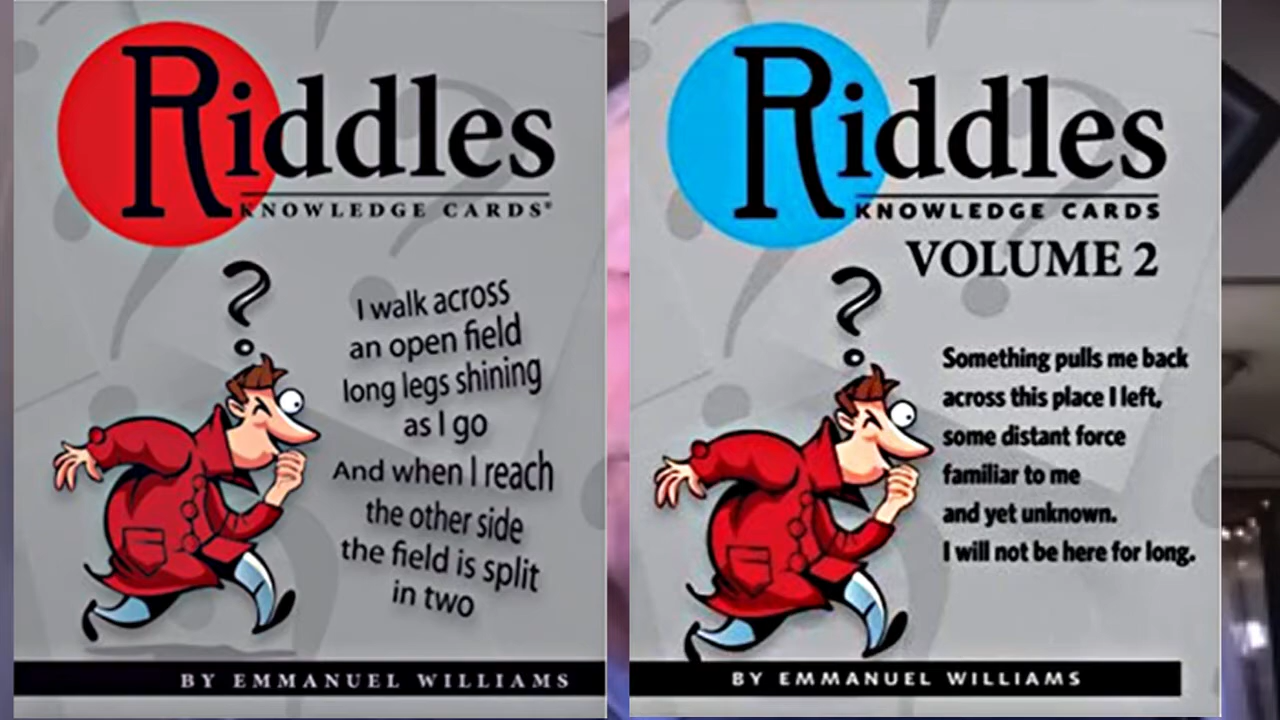 Riddles
KNOWLEDGE CARDS®
?
I walk across
an open field
long legs shining
as I go
And when I reach
the other side
the field is split
in two
BY EMMANUEL WILLIAMS
Riddles
KNOWLEDGE CARDS
VOLUME 2
?
Something pulls me back
across this place I left,
some distant force
familiar to me
and yet unknown.
I will not be here for long.
BY EMMANUEL WILLIAMS